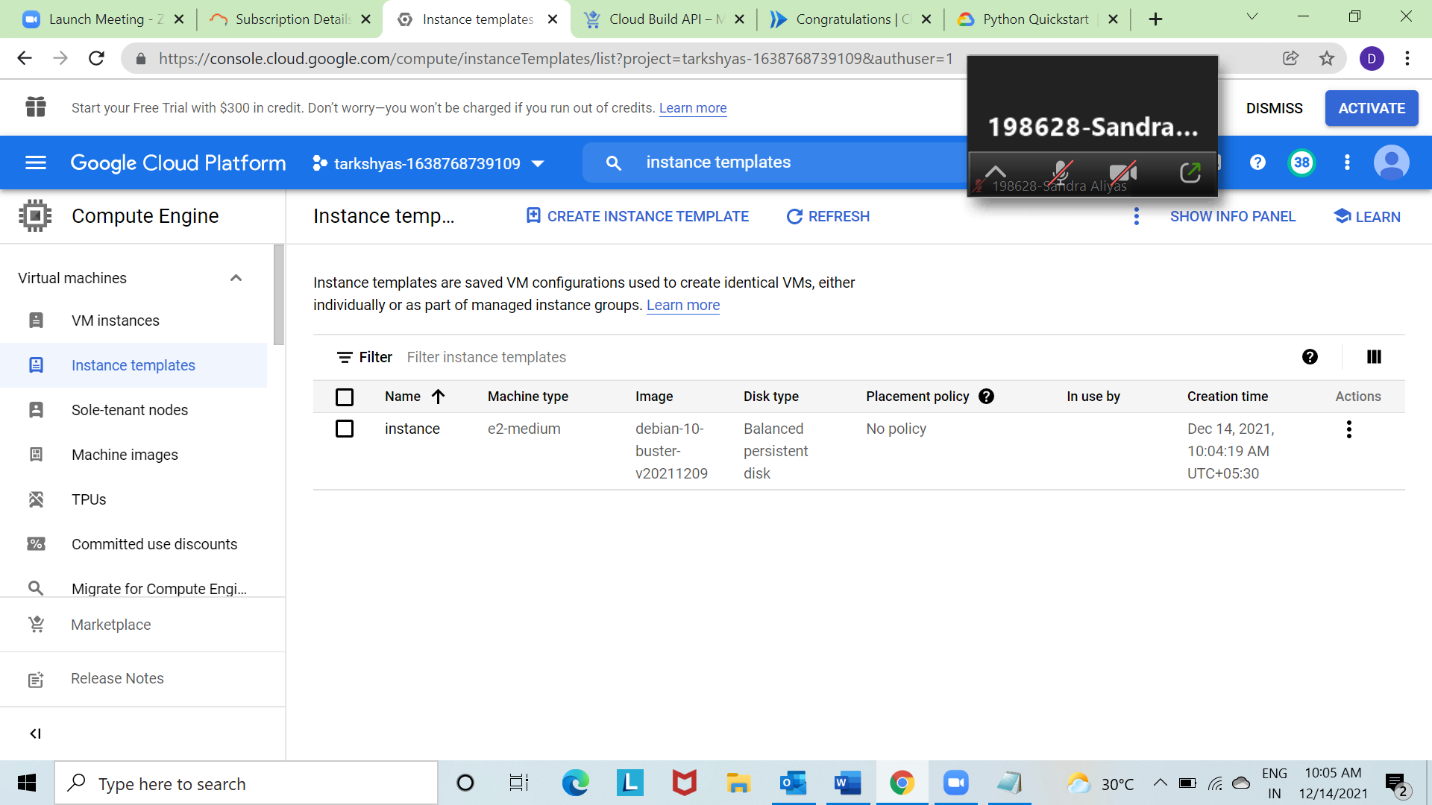 Launch Meeting - Z
Subscription Details
Instance templates
Cloud Build API – M
Congratulations | Cl
Python Quickstart
https://console.cloud.google.com/compute/instanceTemplates/list?project=tarkshyas-1638768739109&authuser=1
D
Start your Free Trial with $300 in credit. Don't worry—you won't be charged if you run out of credits. Learn more
DISMISS
ACTIVATE
198628-Sandra...
198628-Sandra Aliyas
Google Cloud Platform
tarkshyas-1638768739109
instance templates
38
Compute Engine
Instance temp...
CREATE INSTANCE TEMPLATE
REFRESH
SHOW INFO PANEL
LEARN
Virtual machines
VM instances
Instance templates
Sole-tenant nodes
Machine images
TPUs
Committed use discounts
Migrate for Compute Engi...
Marketplace
Release Notes
Instance templates are saved VM configurations used to create identical VMs, either
individually or as part of managed instance groups. Learn more
Filter Filter instance templates
Name Machine type Image Disk type Placement policy In use by Creation time Actions
instance e2-medium debian-10- Balanced No policy Dec 14, 2021,
buster- persistent 10:04:19 AM
v20211209 disk UTC+05:30
Type here to search
30°C
ENG
IN
10:05 AM
12/14/2021
2